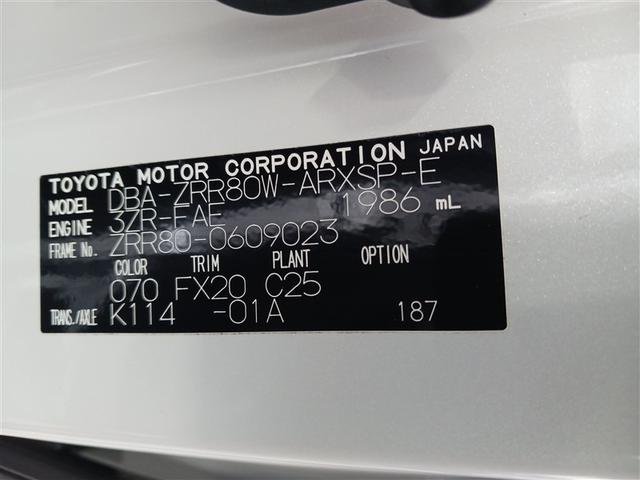 TOYOTA MOTOR CORPORATION JAPAN
MODEL DBA-ZRR80W-ARXSP-E
ENGINE 3ZR-FAE 1986 mL
FRAME No. ZRR80-0609023
COLOR TRIM PLANT OPTION
070 FX20 C25
TRANS./AXLE K114 -01A 187